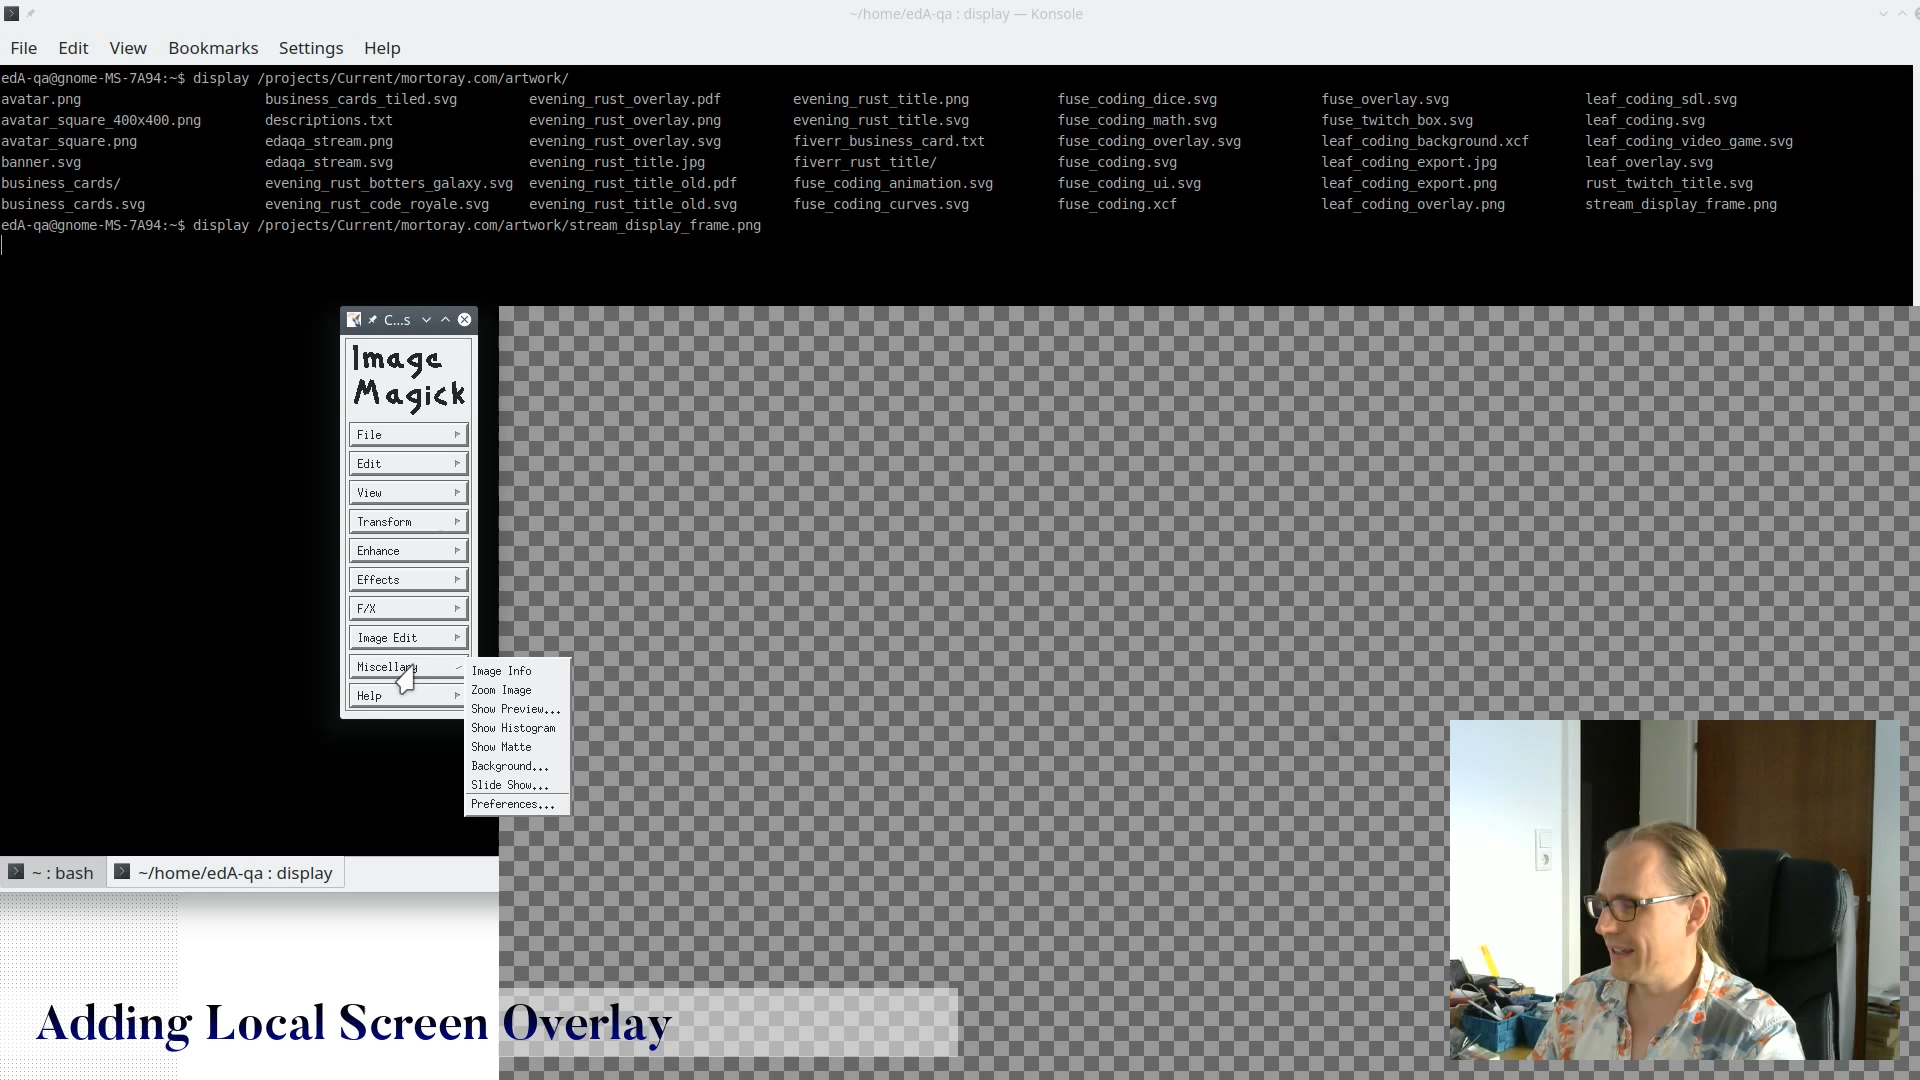 ~/home/edA-qa : display — Konsole
File Edit View Bookmarks Settings Help
edA-qa@gnome-MS-7A94:~$ display /projects/Current/mortoray.com/artwork/
avatar.png business_cards_tiled.svg evening_rust_overlay.pdf evening_rust_title.png fuse_coding_dice.svg fuse_overlay.svg leaf_coding_sdl.svg
avatar_square_400x400.png descriptions.txt evening_rust_overlay.png evening_rust_title.svg fuse_coding_math.svg fuse_twitch_box.svg leaf_coding.svg
avatar_square.png edaqa_stream.png evening_rust_overlay.svg fiverr_business_card.txt fuse_coding_overlay.svg leaf_coding_background.xcf leaf_coding_video_game.svg
banner.svg edaqa_stream.svg evening_rust_title.jpg fiverr_rust_title/ fuse_coding.svg leaf_coding_export.jpg leaf_overlay.svg
business_cards/ evening_rust_botters_galaxy.svg evening_rust_title_old.pdf fuse_coding_animation.svg fuse_coding_ui.svg leaf_coding_export.png rust_twitch_title.svg
business_cards.svg evening_rust_code_royale.svg evening_rust_title_old.svg fuse_coding_curves.svg fuse_coding.xcf leaf_coding_overlay.png stream_display_frame.png
edA-qa@gnome-MS-7A94:~$ display /projects/Current/mortoray.com/artwork/stream_display_frame.png
C...s
Image
Magick
File
Edit
View
Transform
Enhance
Effects
F/X
Image Edit
Miscellany
Help
Image Info
Zoom Image
Show Preview...
Show Histogram
Show Matte
Background...
Slide Show...
Preferences...
~ : bash
~/home/edA-qa : display
Adding Local Screen Overlay